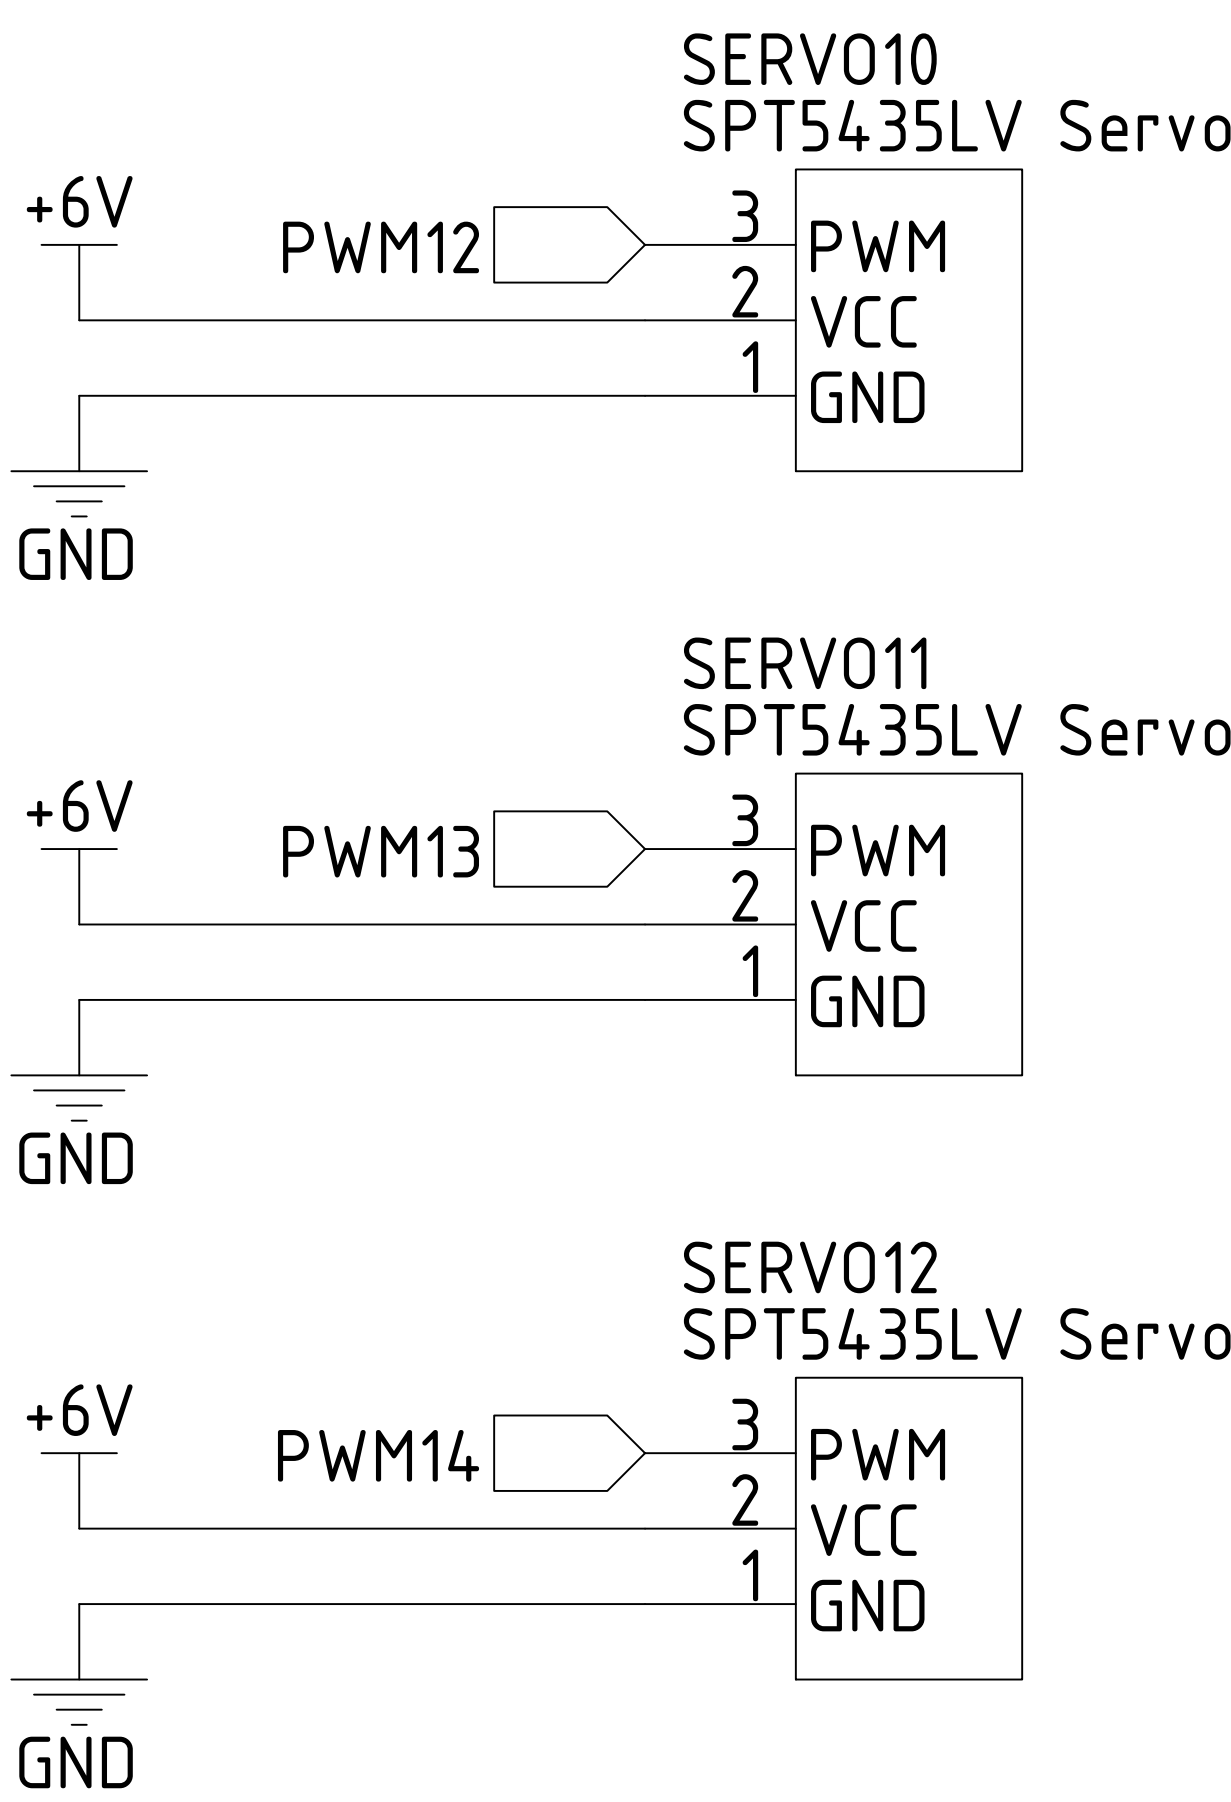 SERVO10
SPT5435LV Servo
+6V
PWM12
3
PWM
2
VCC
1
GND
GND
SERVO11
SPT5435LV Servo
+6V
PWM13
3
PWM
2
VCC
1
GND
GND
SERVO12
SPT5435LV Servo
+6V
PWM14
3
PWM
2
VCC
1
GND
GND